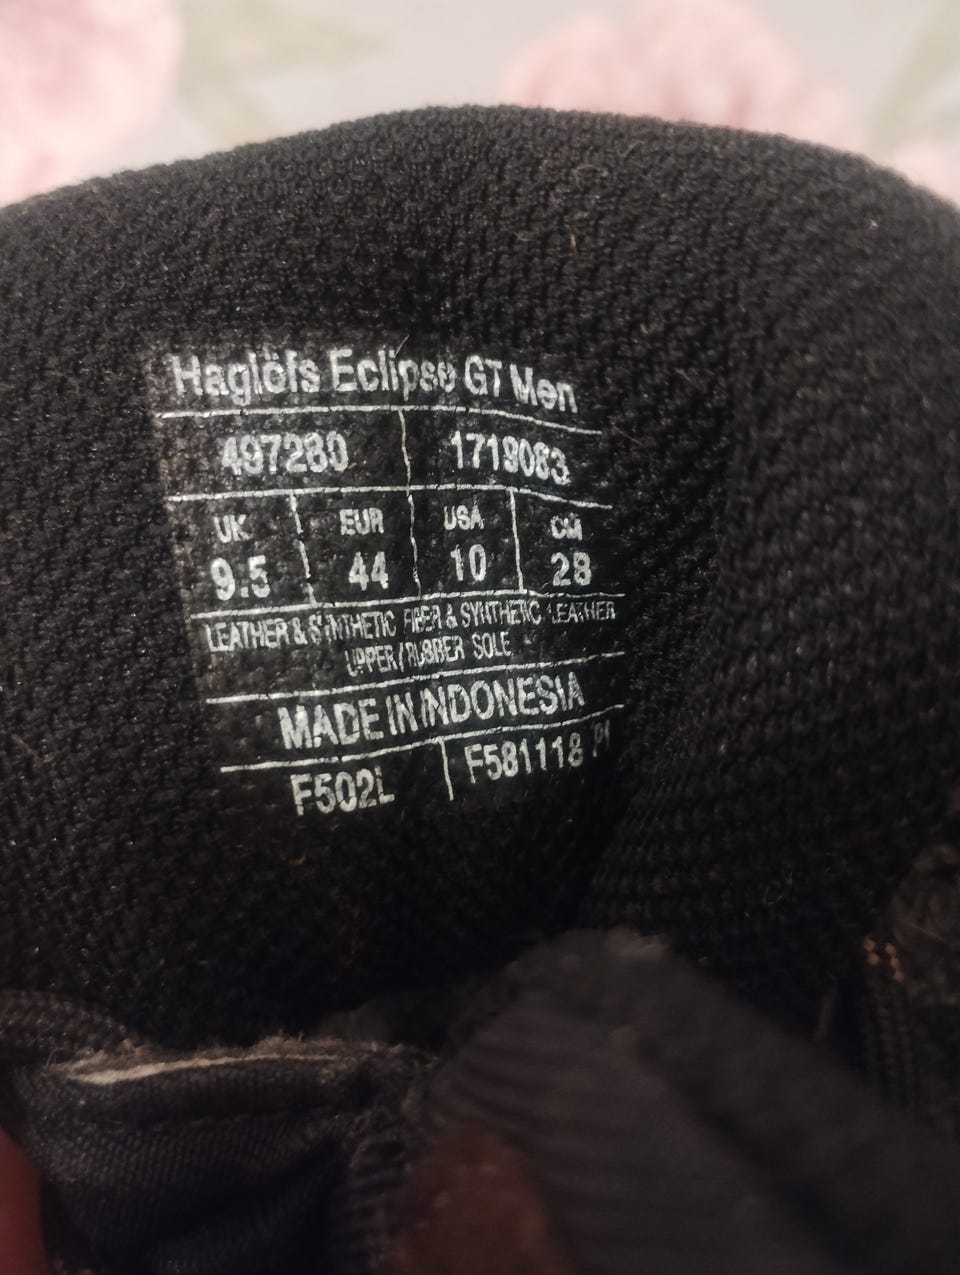 Haglöfs Eclipse GT Men
497280 1719083
UK EUR USA CM
9.5 44 10 28
LEATHER & SYNTHETIC FIBER & SYNTHETIC LEATHER
UPPER/RUBBER SOLE
MADE IN INDONESIA
F502L F581118 P1